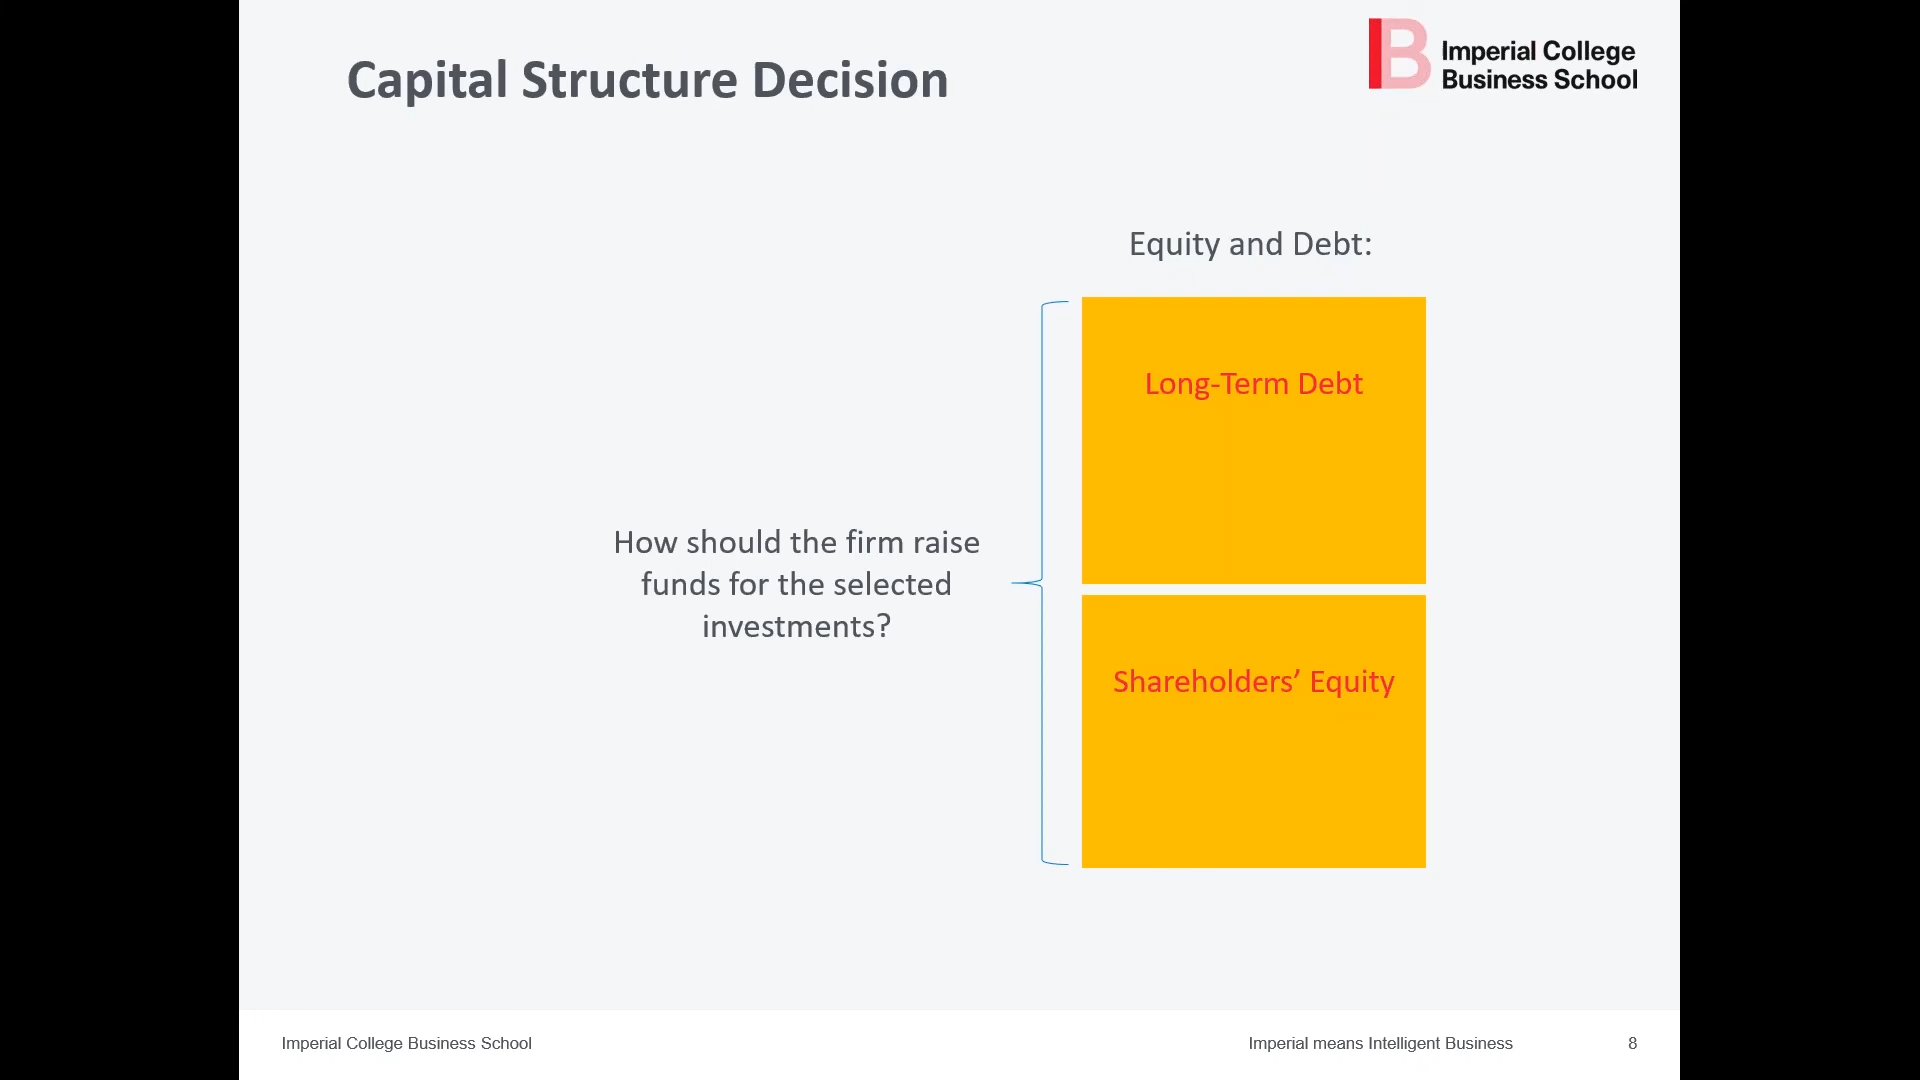 Capital Structure Decision
Imperial College
Business School
Equity and Debt:
Long-Term Debt
How should the firm raise
funds for the selected
investments?
Shareholders’ Equity
Imperial College Business School
Imperial means Intelligent Business
8